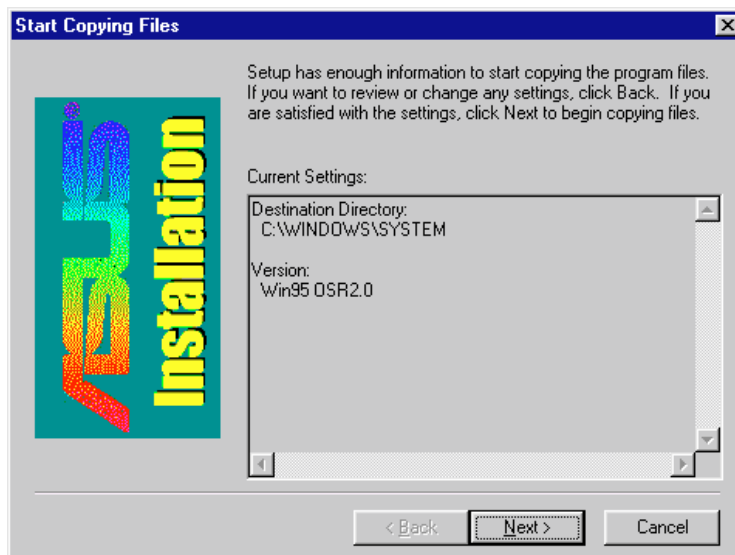 Start Copying Files
Setup has enough information to start copying the program files.
If you want to review or change any settings, click Back. If you
are satisfied with the settings, click Next to begin copying files.
ASUS
Installation
Current Settings:
Destination Directory:
C:\WINDOWS\SYSTEM
Version:
Win95 OSR2.0
< Back
Next >
Cancel